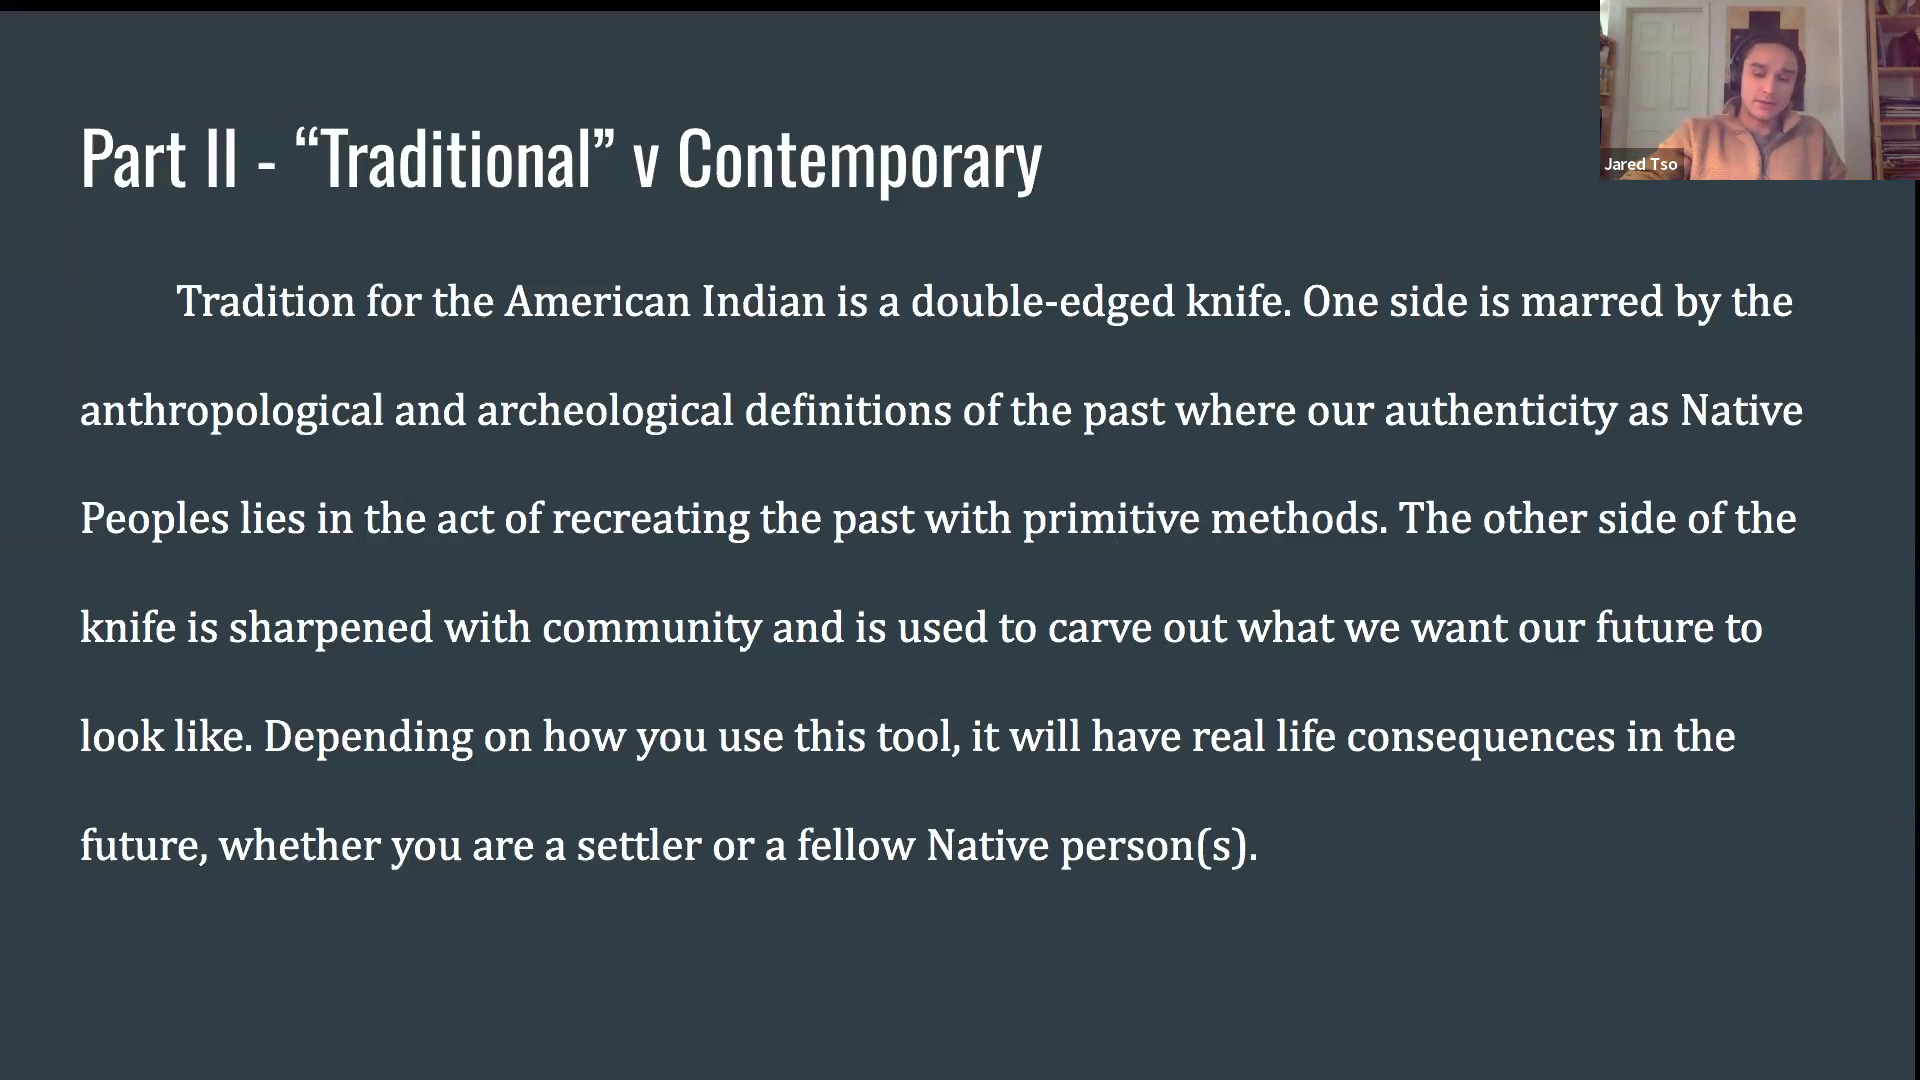 Part II - “Traditional” v Contemporary
Jared Tso
Tradition for the American Indian is a double-edged knife. One side is marred by the
anthropological and archeological definitions of the past where our authenticity as Native
Peoples lies in the act of recreating the past with primitive methods. The other side of the
knife is sharpened with community and is used to carve out what we want our future to
look like. Depending on how you use this tool, it will have real life consequences in the
future, whether you are a settler or a fellow Native person(s).